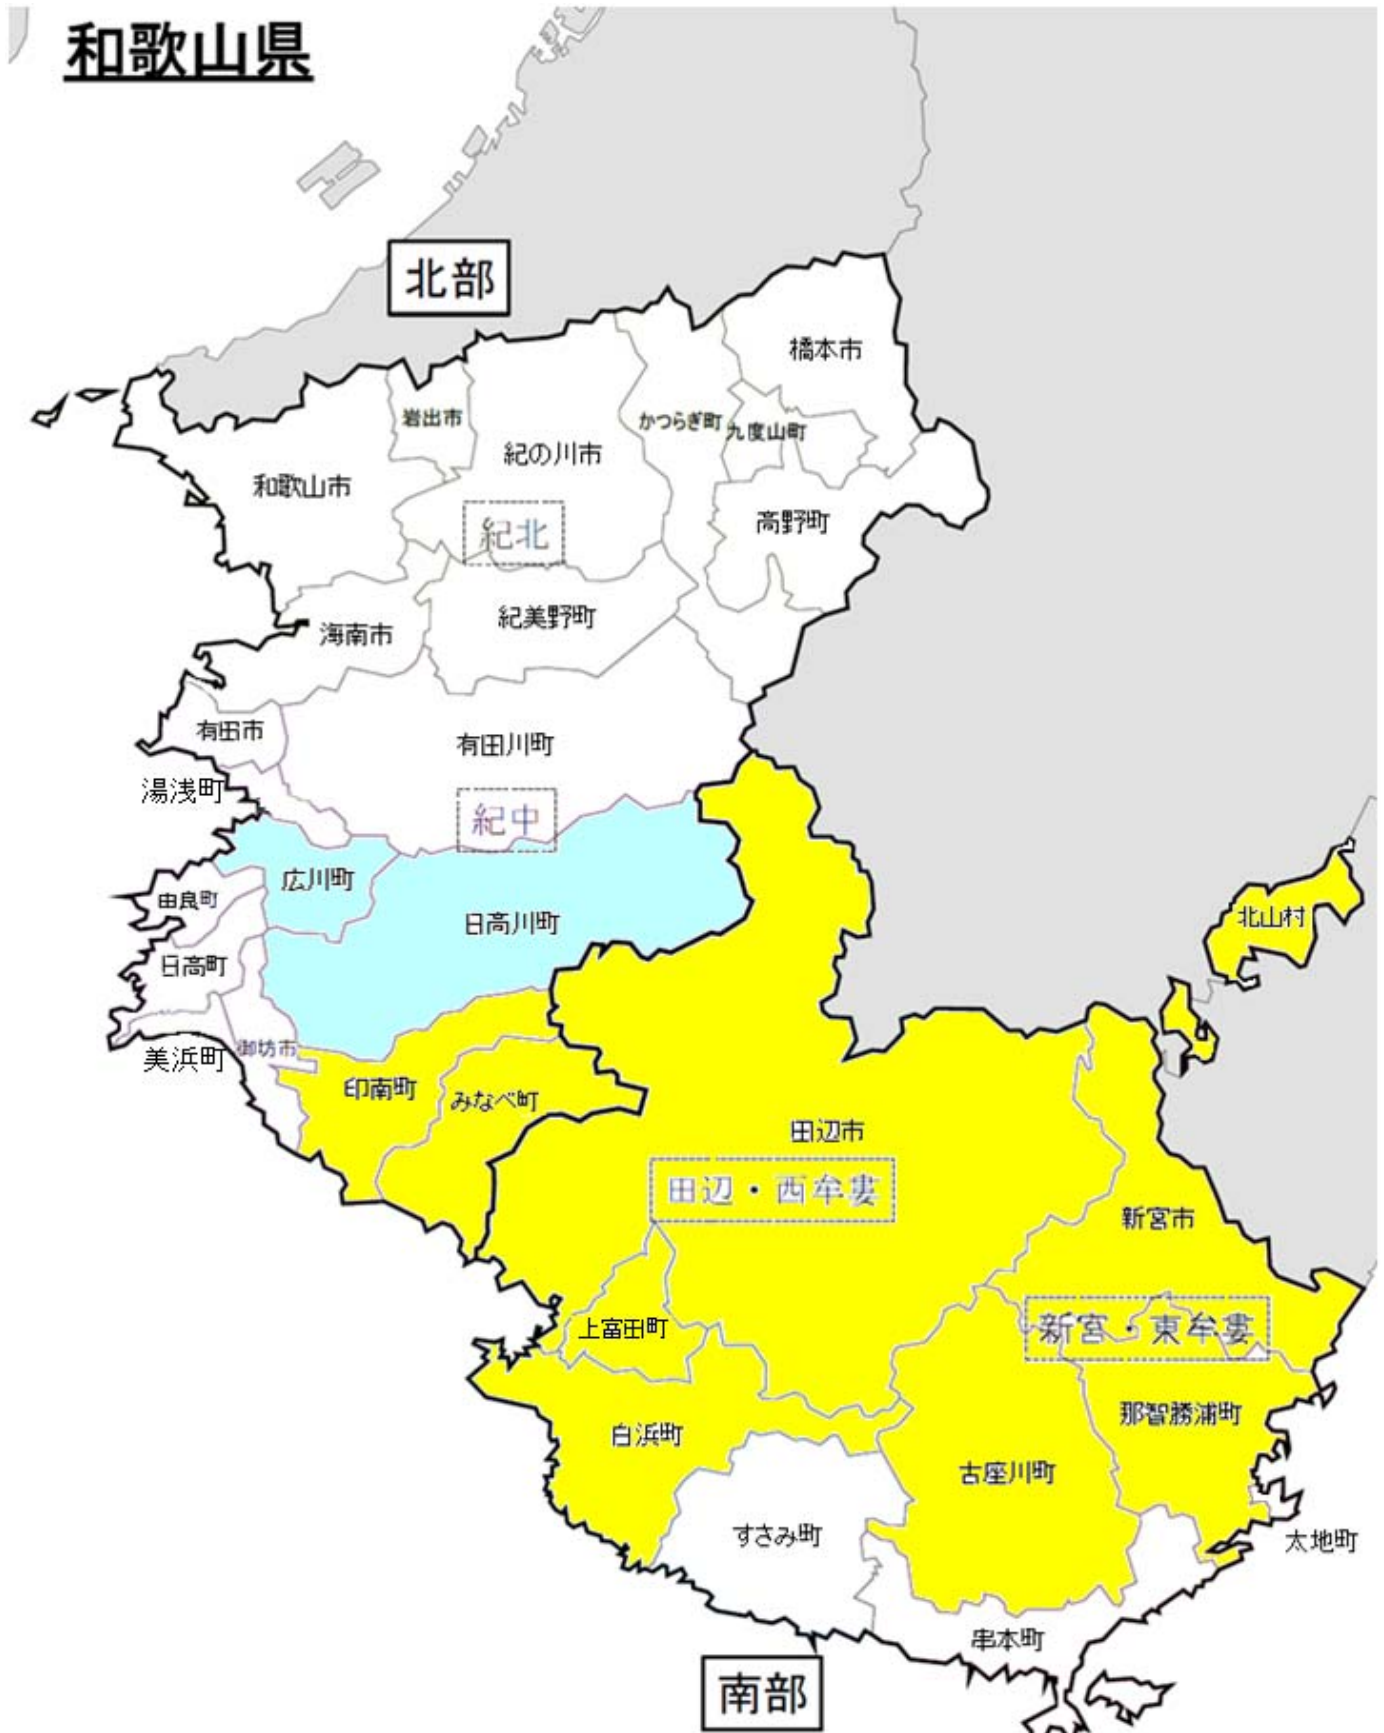 和歌山県
北部
橋本市
岩出市
かつらぎ町
九度山町
紀の川市
和歌山市
高野町
紀北
紀美野町
海南市
有田市
有田川町
湯浅町
紀中
広川町
由良町
日高川町
北山村
日高町
御坊市
美浜町
印南町
みなべ町
田辺市
田辺・西牟婁
新宮市
上富田町
新宮・東牟婁
那智勝浦町
白浜町
古座川町
すさみ町
太地町
串本町
南部